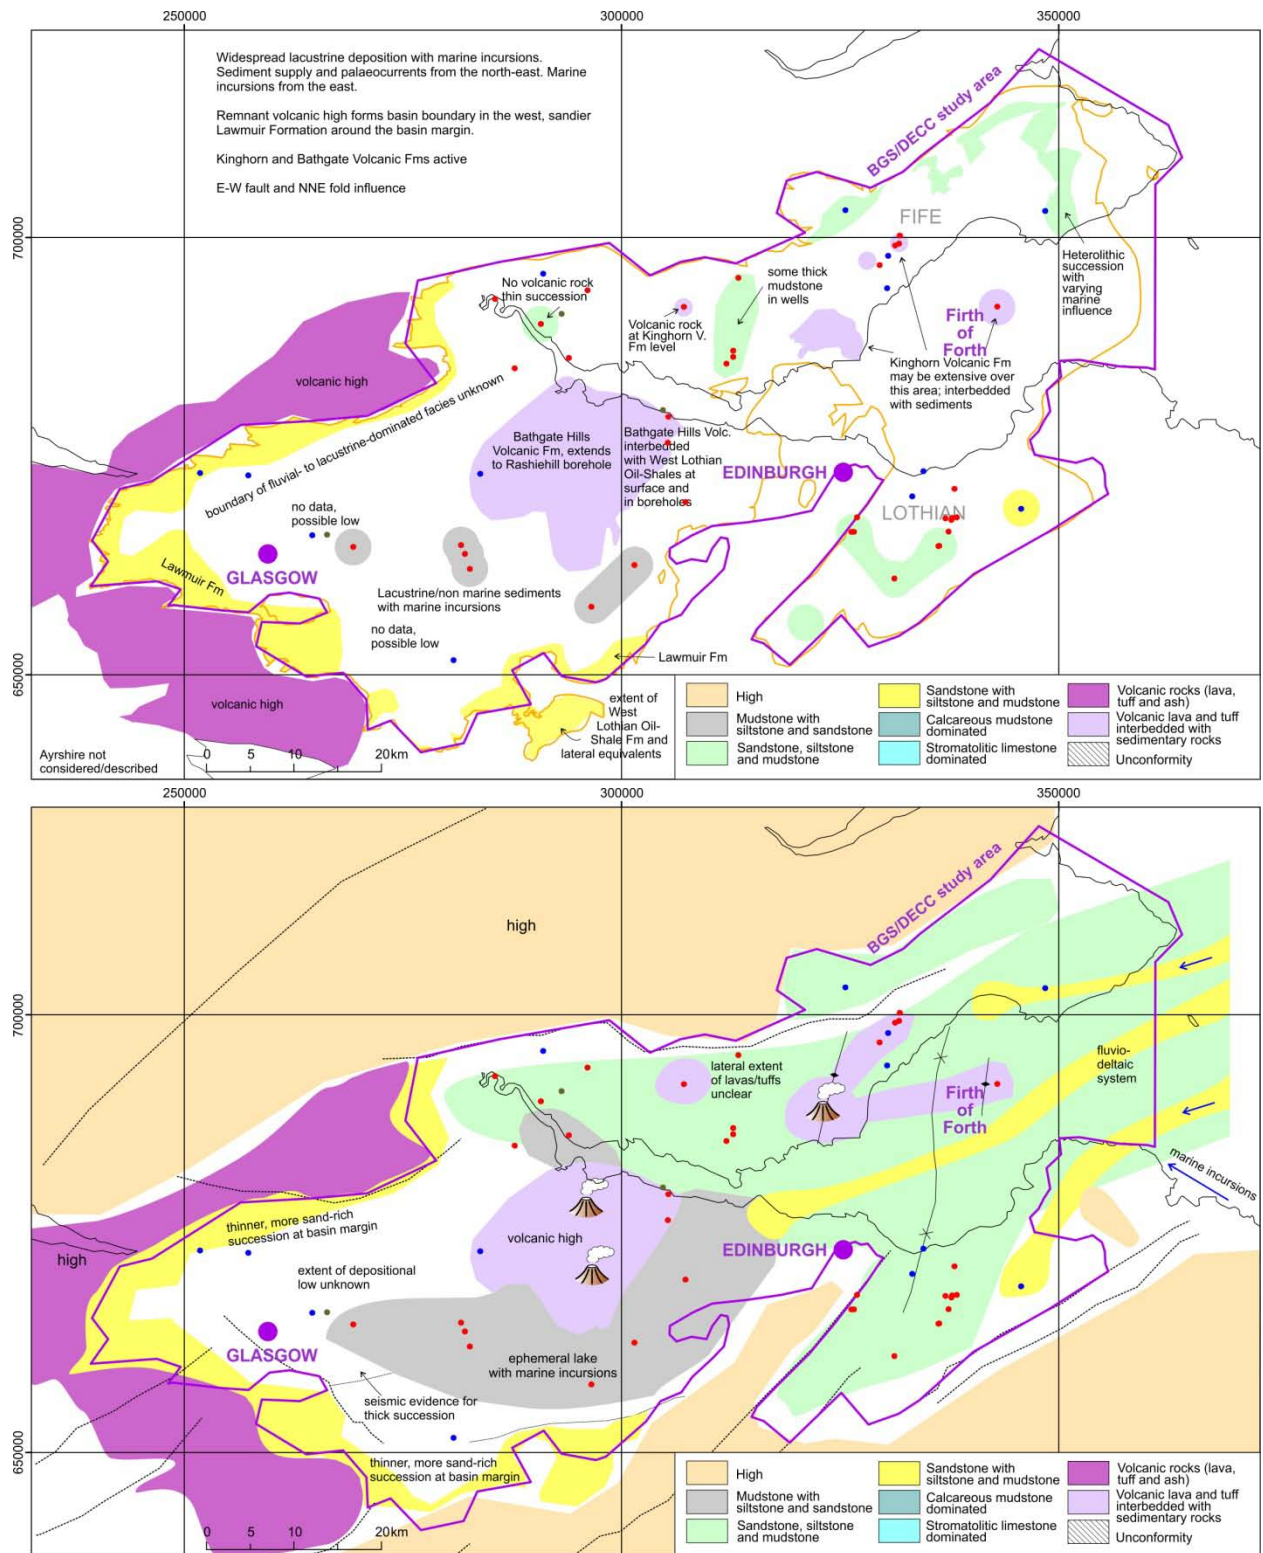 250000
300000
350000
Widespread lacustrine deposition with marine incursions.
Sediment supply and palaeocurrents from the north-east. Marine
incursions from the east.
Remnant volcanic high forms basin boundary in the west, sandier
Lawmuir Formation around the basin margin.
Kinghorn and Bathgate Volcanic Fms active
E-W fault and NNE fold influence
BGS/DECC study area
FIFE
700000
Heterolithic
succession
with
varying
marine
influence
some thick
mudstone
in wells
No volcanic rock
thin succession
Volcanic rock
at Kinghorn V.
Fm level
Firth
of
Forth
Kinghorn Volcanic Fm
may be extensive over
this area; interbedded
with sediments
volcanic high
boundary of fluvial- to lacustrine-dominated facies unknown
Bathgate Hills
Volcanic Fm, extends
to Rashiehill borehole
Bathgate Hills Volc.
interbedded
with West Lothian
Oil-Shales at
surface and
in boreholes
EDINBURGH
LOTHIAN
no data,
possible low
Lawmuir Fm
GLASGOW
Lacustrine/non marine sediments
with marine incursions
no data,
possible low
Lawmuir Fm
650000
volcanic high
extent of
West
Lothian Oil-
Shale Fm and
lateral equivalents
Ayrshire not
considered/described
0 5 10 20km
High
Mudstone with
siltstone and sandstone
Sandstone, siltstone
and mudstone
Sandstone with
siltstone and mudstone
Calcareous mudstone
dominated
Stromatolitic limestone
dominated
Volcanic rocks (lava,
tuff and ash)
Volcanic lava and tuff
interbedded with
sedimentary rocks
Unconformity
250000
300000
350000
BGS/DECC study area
high
700000
fluvio-
deltaic
system
lateral extent
of lavas/tuffs
unclear
Firth
of
Forth
marine incursions
thinner, more sand-rich
succession at basin margin
volcanic high
EDINBURGH
high
extent of depositional
low unknown
GLASGOW
ephemeral lake
with marine incursions
seismic evidence for
thick succession
650000
thinner, more sand-rich
succession at basin margin
0 5 10 20km
High
Mudstone with
siltstone and sandstone
Sandstone, siltstone
and mudstone
Sandstone with
siltstone and mudstone
Calcareous mudstone
dominated
Stromatolitic limestone
dominated
Volcanic rocks (lava,
tuff and ash)
Volcanic lava and tuff
interbedded with
sedimentary rocks
Unconformity